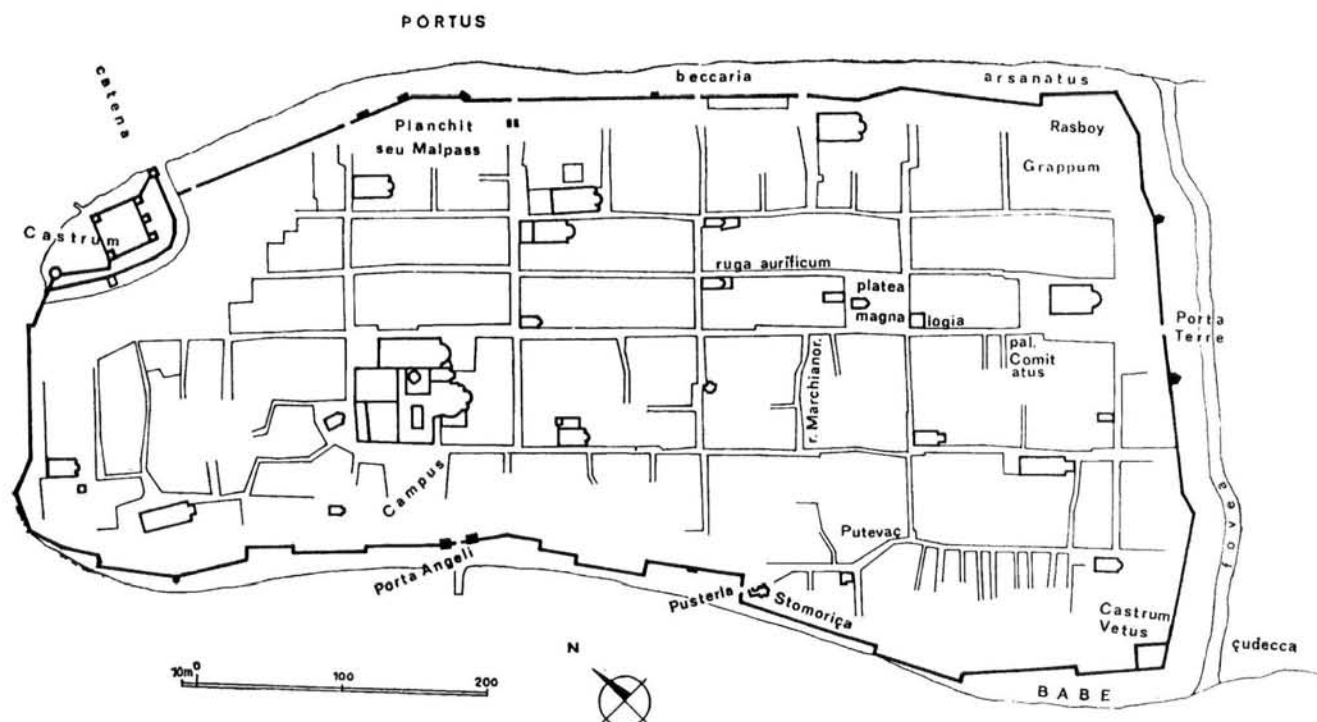 PORTUS
catena
beccaria
arsanatus
Planchit
seu Malpass
Rasboy
Grappum
Castrum
ruga aurificum
platea
magna
logia
Porta
Terre
pal.
Comit
atus
r. Marchianor.
Campus
Putevaç
fovea
Porta Angeli
Pusterla
Stomoriça
Castrum
Vetus
çudecca
BABE
N
10m 0 100 200